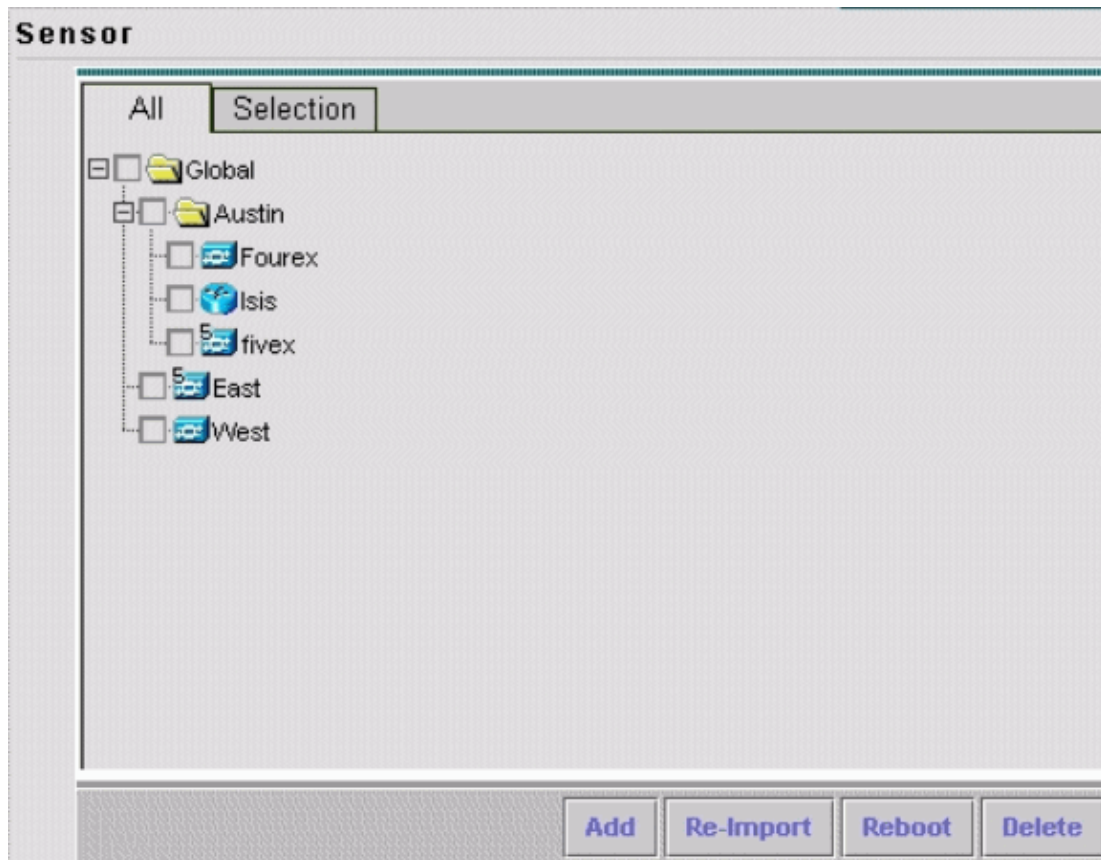 Sensor
All Selection
Global
Austin
Fourex
Isis
5 fivex
5 East
West
Add Re-Import Reboot Delete